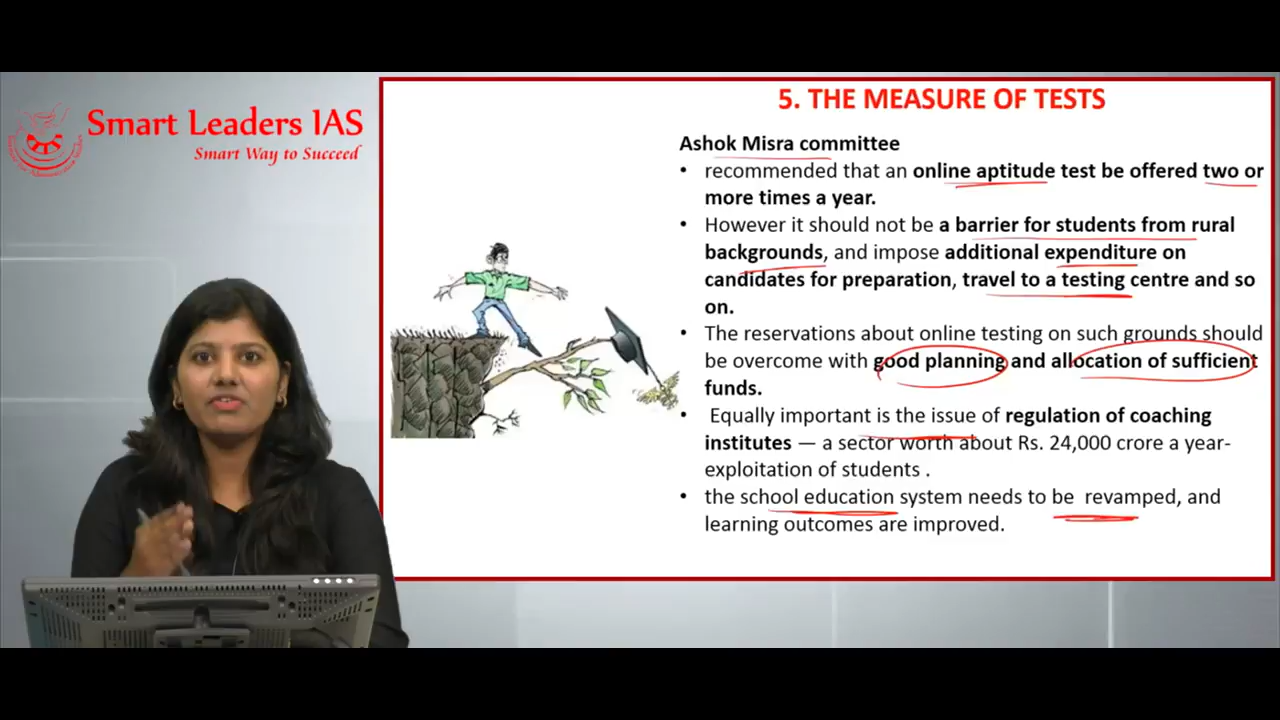 Smart Leaders IAS
Smart Way to Succeed
5. THE MEASURE OF TESTS
Ashok Misra committee
• recommended that an online aptitude test be offered two or
more times a year.
• However it should not be a barrier for students from rural
backgrounds, and impose additional expenditure on
candidates for preparation, travel to a testing centre and so
on.
• The reservations about online testing on such grounds should
be overcome with good planning and allocation of sufficient
funds.
• Equally important is the issue of regulation of coaching
institutes — a sector worth about Rs. 24,000 crore a year-
exploitation of students .
• the school education system needs to be revamped, and
learning outcomes are improved.